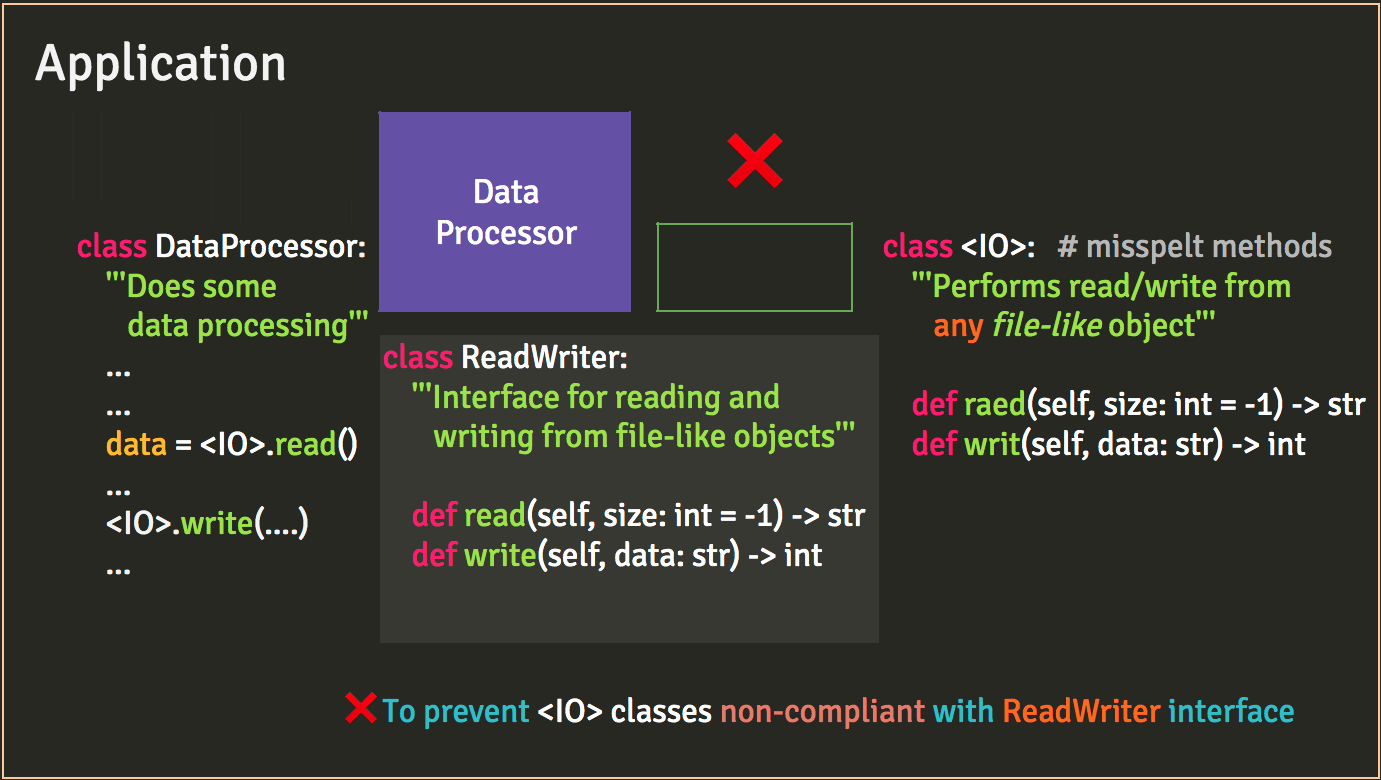 Application
Data
Processor
class DataProcessor:
'''Does some
data processing'''
...
...
data = <IO>.read()
...
<IO>.write(....)
...
class ReadWriter:
'''Interface for reading and
writing from file-like objects'''
def read(self, size: int = -1) -> str
def write(self, data: str) -> int
class <IO>: # misspelt methods
'''Performs read/write from
any file-like object'''
def raed(self, size: int = -1) -> str
def writ(self, data: str) -> int
To prevent <IO> classes non-compliant with ReadWriter interface